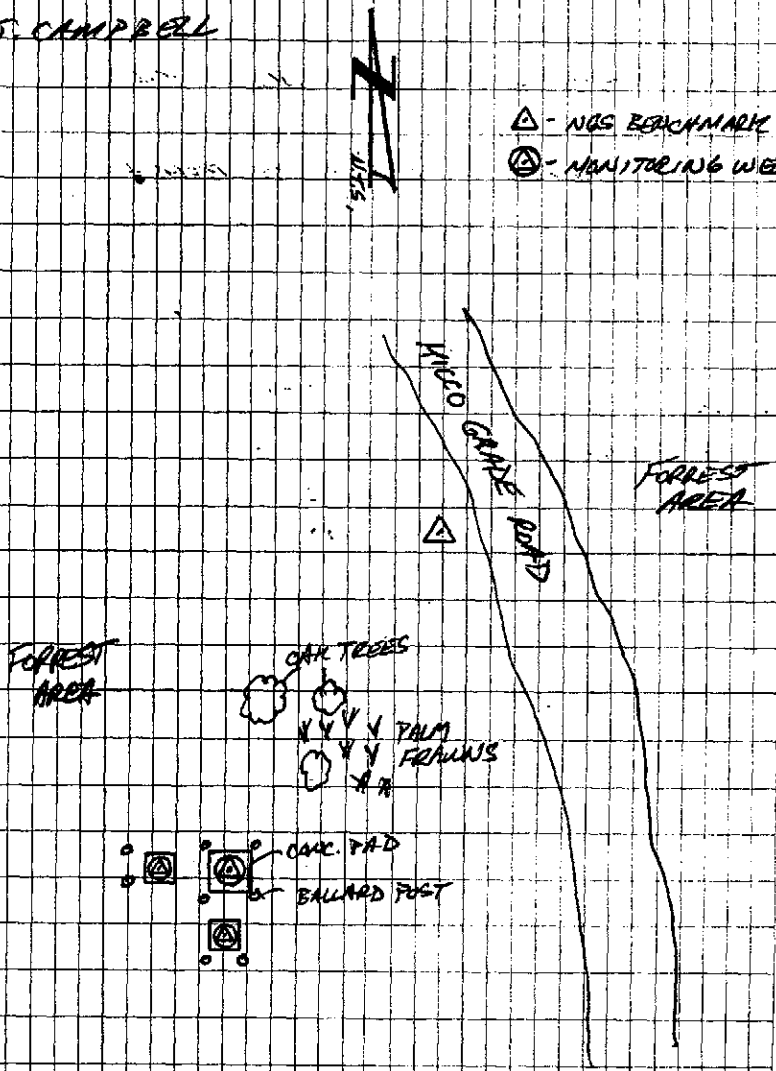 CAMPBELL
N.T.S.
- NGS BENCHMARK
- MONITORING WE
MICCO GRADE ROAD
FORREST
AREA
FORREST
AREA
OAK TREES
PALM
FRAWNS
CONC. PAD
BALLARD POST